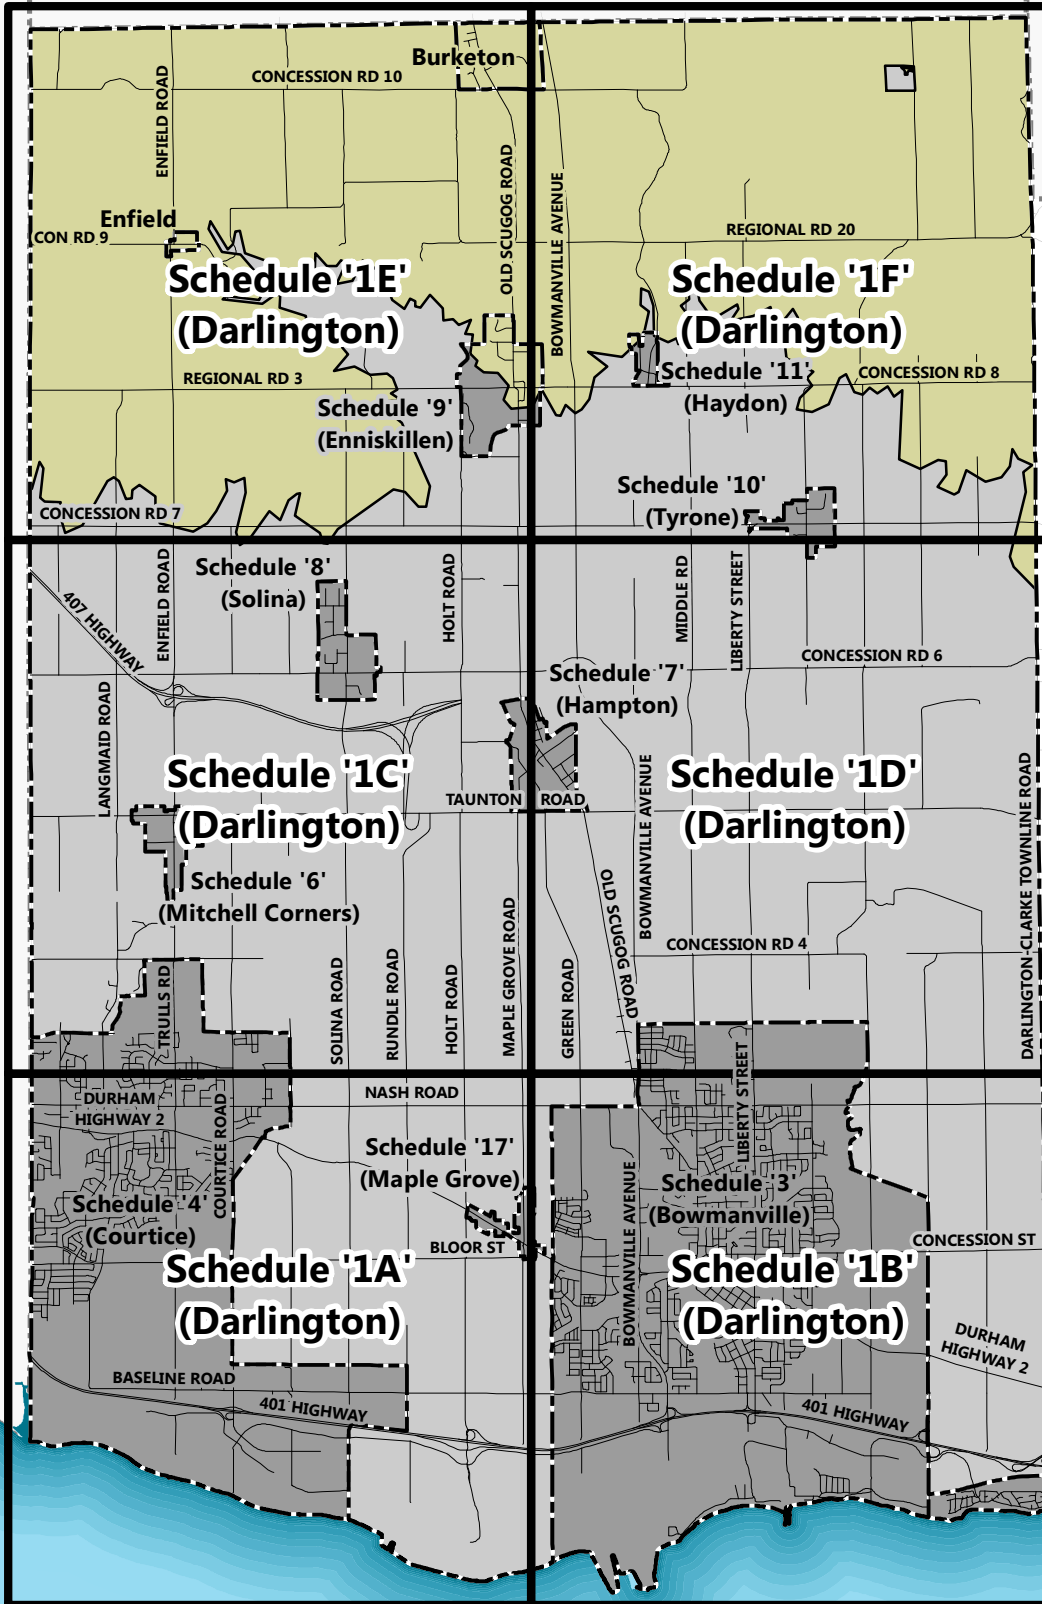 Burketon
CONCESSION RD 10
ENFIELD ROAD
OLD SCUGOG ROAD
BOWMANVILLE AVENUE
Enfield
CON RD 9
REGIONAL RD 20
Schedule '1E'
(Darlington)
Schedule '1F'
(Darlington)
REGIONAL RD 3
Schedule '11'
(Haydon)
CONCESSION RD 8
Schedule '9'
(Enniskillen)
Schedule '10'
(Tyrone)
CONCESSION RD 7
Schedule '8'
(Solina)
ENFIELD ROAD
HOLT ROAD
MIDDLE RD
LIBERTY STREET
407 HIGHWAY
CONCESSION RD 6
Schedule '7'
(Hampton)
LANGMAID ROAD
Schedule '1C'
(Darlington)
Schedule '1D'
(Darlington)
TAUNTON ROAD
BOWMANVILLE AVENUE
DARLINGTON-CLARKE TOWNLINE ROAD
Schedule '6'
(Mitchell Corners)
OLD SCUGOG ROAD
CONCESSION RD 4
TRULLS RD
SOLINA ROAD
RUNDLE ROAD
HOLT ROAD
MAPLE GROVE ROAD
GREEN ROAD
LIBERTY STREET
NASH ROAD
DURHAM
HIGHWAY 2
COURTICE ROAD
Schedule '17'
(Maple Grove)
Schedule '4'
(Courtice)
Schedule '3'
(Bowmanville)
BOWMANVILLE AVENUE
BLOOR ST
CONCESSION ST
Schedule '1A'
(Darlington)
Schedule '1B'
(Darlington)
DURHAM
HIGHWAY 2
BASELINE ROAD
401 HIGHWAY
401 HIGHWAY